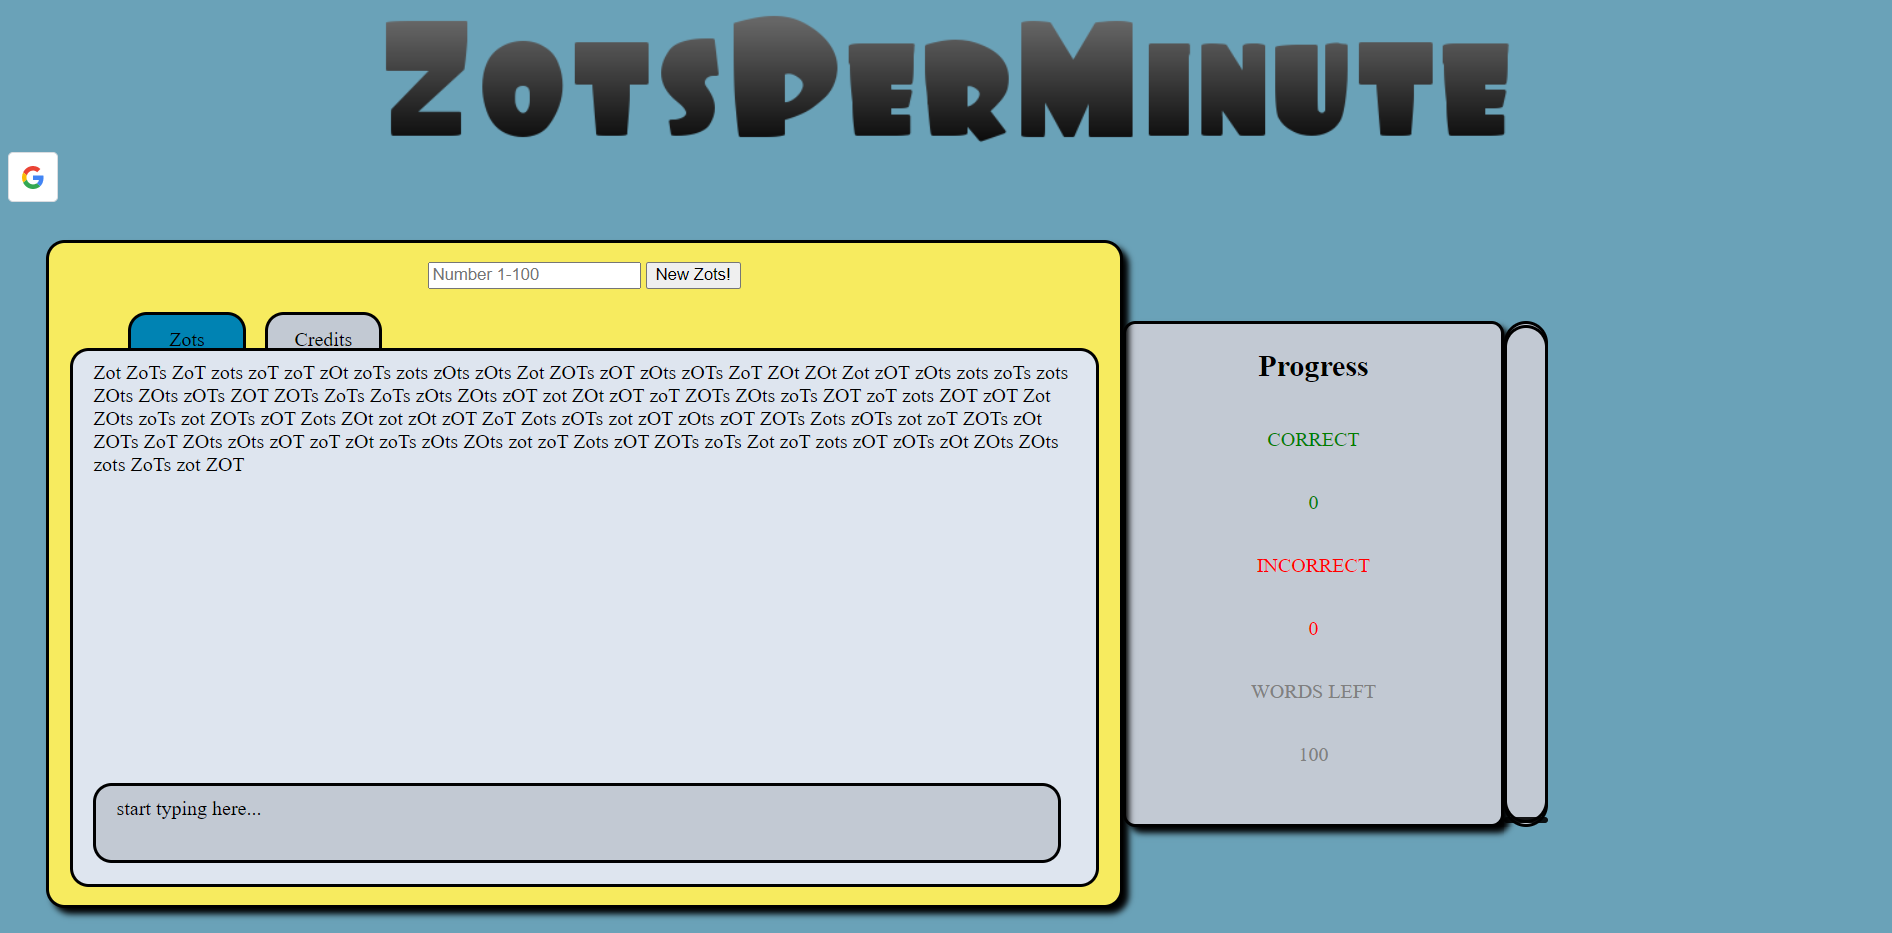 ZotsPerMinute
Number 1-100 New Zots!
Zots Credits
Zot ZoTs ZoT zots zoT zoT zOt zoTs zots zOts zOts Zot ZOTs zOT zOts zOTs ZoT ZOt ZOt Zot zOT zOts zots zoTs zots
ZOts ZOts zOTs ZOT ZOTs ZoTs ZoTs zOts ZOts zOT zot ZOt zOT zoT ZOTs ZOts zoTs ZOT zoT zots ZOT zOT Zot
ZOts zoTs zot ZOTs zOT Zots ZOt zot zOt zOT ZoT Zots zOTs zot zOT zOts zOT ZOTs Zots zOTs zot zoT ZOTs zOt
ZOTs ZoT ZOts zOts zOT zoT zOt zoTs zOts ZOts zot zoT Zots zOT ZOTs zoTs Zot zoT zots zOT zOTs zOt ZOts ZOts
zots ZoTs zot ZOT
start typing here...
Progress
CORRECT
0
INCORRECT
0
WORDS LEFT
100